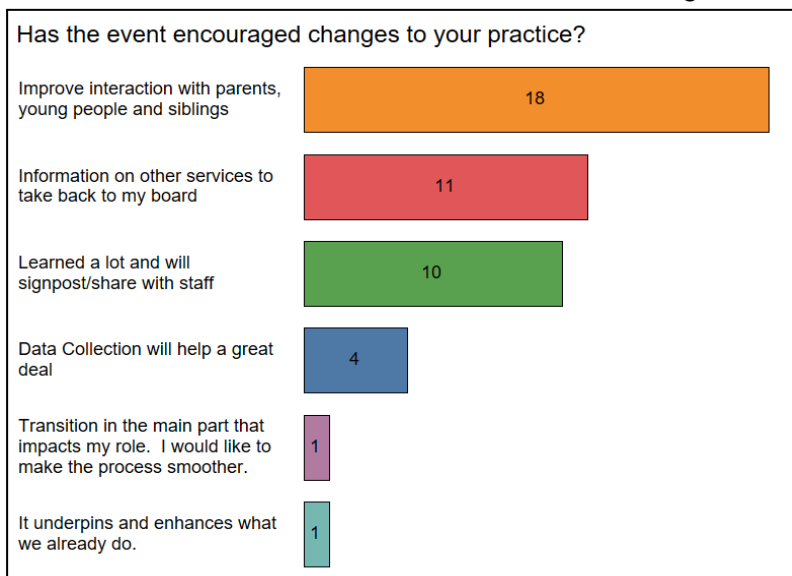 Has the event encouraged changes to your practice?
Improve interaction with parents,
young people and siblings
18
Information on other services to
take back to my board
11
Learned a lot and will
signpost/share with staff
10
Data Collection will help a great
deal
4
Transition in the main part that
impacts my role.  I would like to
make the process smoother.
1
It underpins and enhances what
we already do.
1